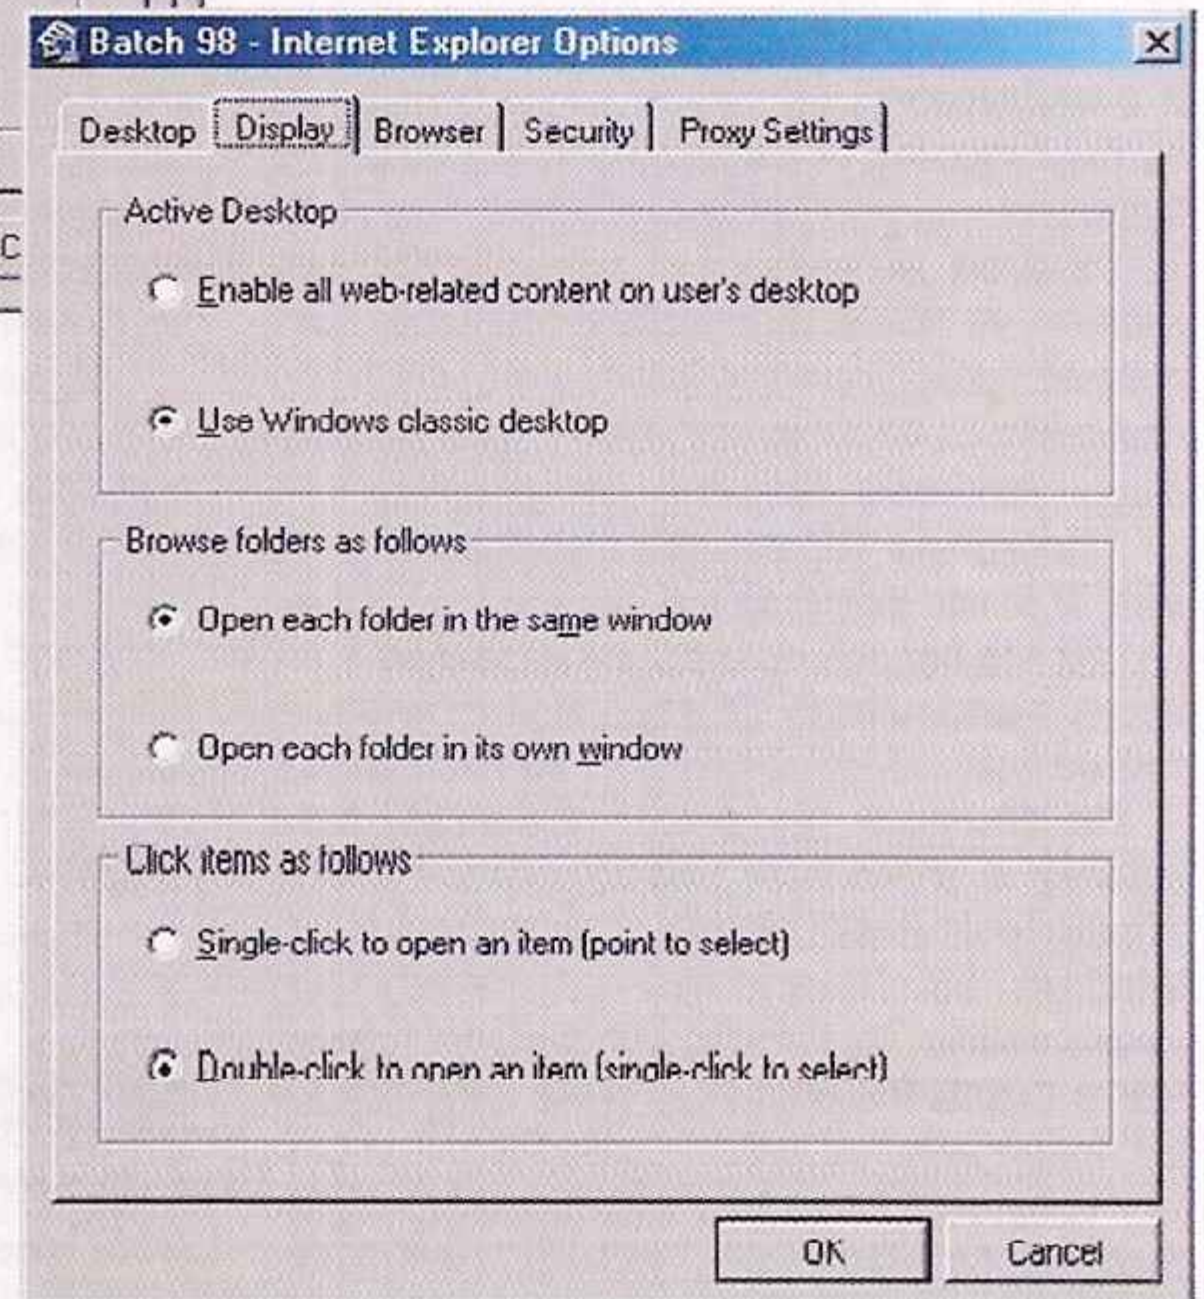 Batch 98 - Internet Explorer Options
Desktop Display Browser Security Proxy Settings
Active Desktop
Enable all web-related content on user's desktop
Use Windows classic desktop
Browse folders as follows
Open each folder in the same window
Open each folder in its own window
Click items as follows
Single-click to open an item (point to select)
Double-click to open an item (single-click to select)
OK Cancel